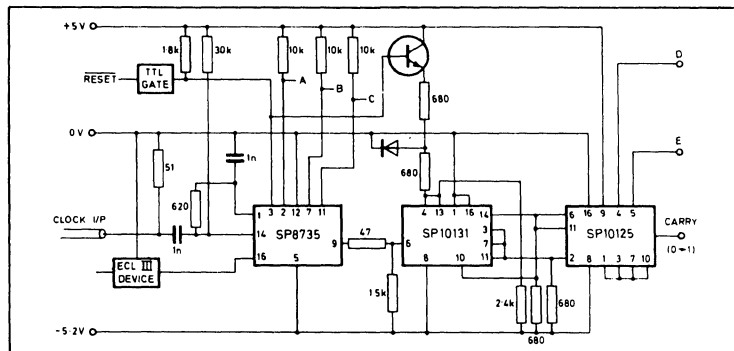 +5V
1·8k
30k
10k
10k
10k
A
B
C
RESET
TTL GATE
680
D
E
0V
51
1n
620
680
CLOCK I/P
1n
ECL III DEVICE
1 3 2 12 7 11
14
16
5
9
SP8735
47
1·5k
4 13 1 16 14
3
7
11
6
8
10
SP10131
2·4k
680
680
6 16 9 4 5
11
2 8 1 3 7 10
SP10125
CARRY
(0→1)
-5.2V